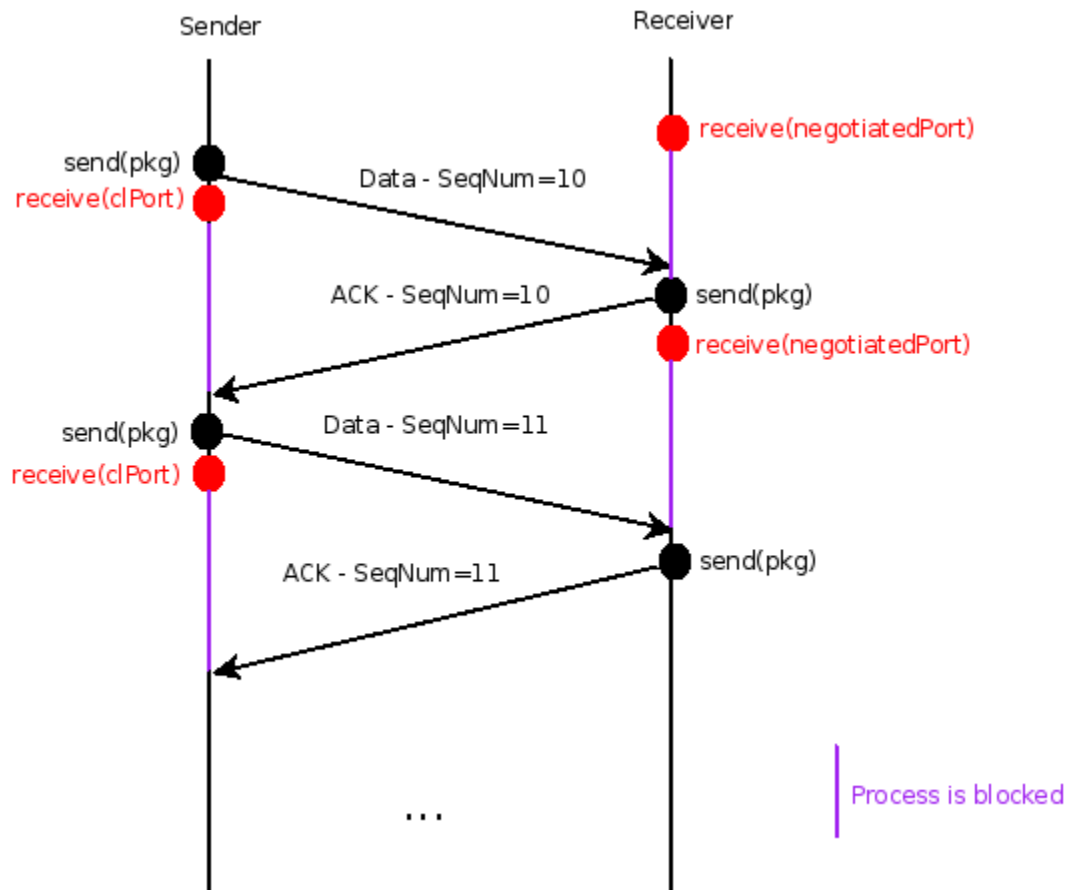 Sender
Receiver
receive(negotiatedPort)
send(pkg)
Data - SeqNum=10
receive(clPort)
ACK - SeqNum=10
send(pkg)
receive(negotiatedPort)
Data - SeqNum=11
send(pkg)
receive(clPort)
send(pkg)
ACK - SeqNum=11
Process is blocked
...